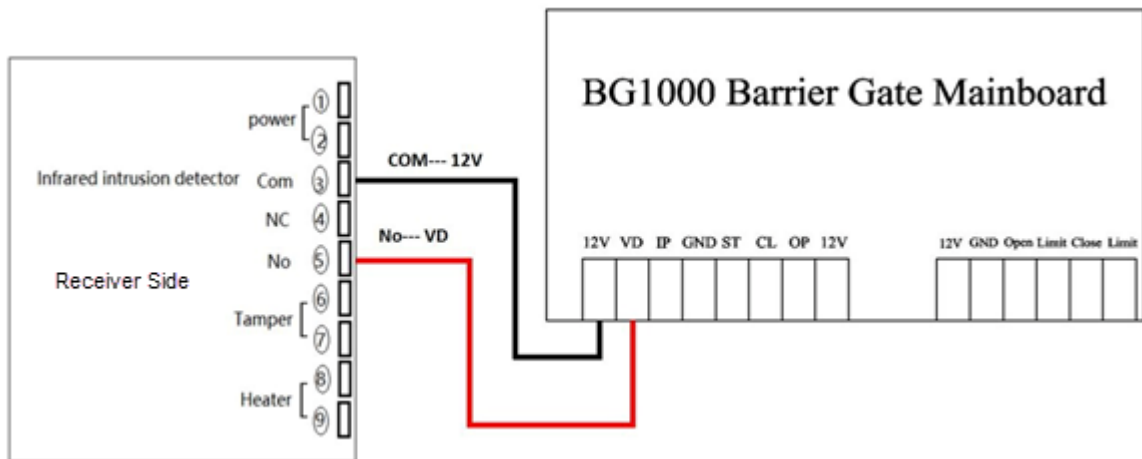 BG1000 Barrier Gate Mainboard
power
①
②
COM--- 12V
Infrared intrusion detector Com ③
NC ④
No--- VD
No ⑤
Receiver Side
Tamper
⑥
⑦
Heater
⑧
⑨
12V VD IP GND ST CL OP 12V
12V GND Open Limit Close Limit